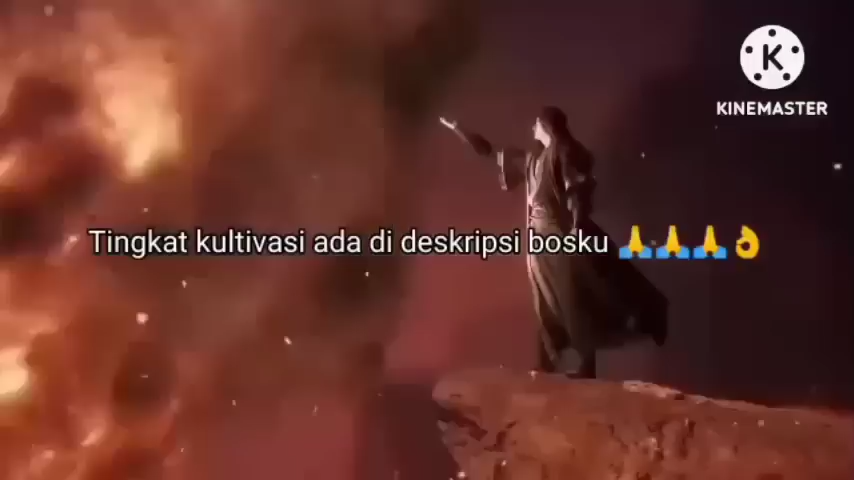 KINEMASTER
Tingkat kultivasi ada di deskripsi bosku 🙏🙏🙏👌